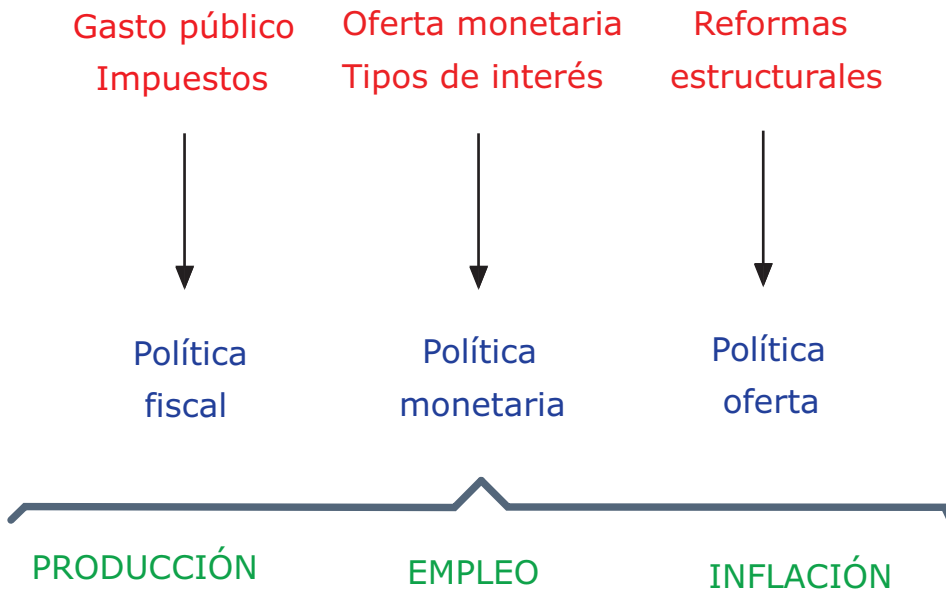 Gasto público
Impuestos
Oferta monetaria
Tipos de interés
Reformas
estructurales
Política
fiscal
Política
monetaria
Política
oferta
PRODUCCIÓN
EMPLEO
INFLACIÓN